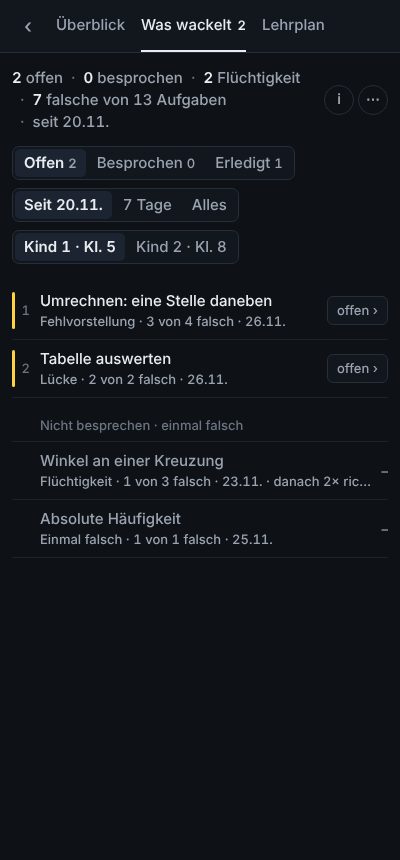 ‹ Überblick Was wackelt 2 Lehrplan
2 offen · 0 besprochen · 2 Flüchtigkeit
· 7 falsche von 13 Aufgaben
· seit 20.11.
i ···
Offen 2 Besprochen 0 Erledigt 1
Seit 20.11. 7 Tage Alles
Kind 1 · Kl. 5 Kind 2 · Kl. 8
1 Umrechnen: eine Stelle daneben
Fehlvorstellung · 3 von 4 falsch · 26.11.
offen ›
2 Tabelle auswerten
Lücke · 2 von 2 falsch · 26.11.
offen ›
Nicht besprechen · einmal falsch
Winkel an einer Kreuzung
Flüchtigkeit · 1 von 3 falsch · 23.11. · danach 2× ric...
–
Absolute Häufigkeit
Einmal falsch · 1 von 1 falsch · 25.11.
–